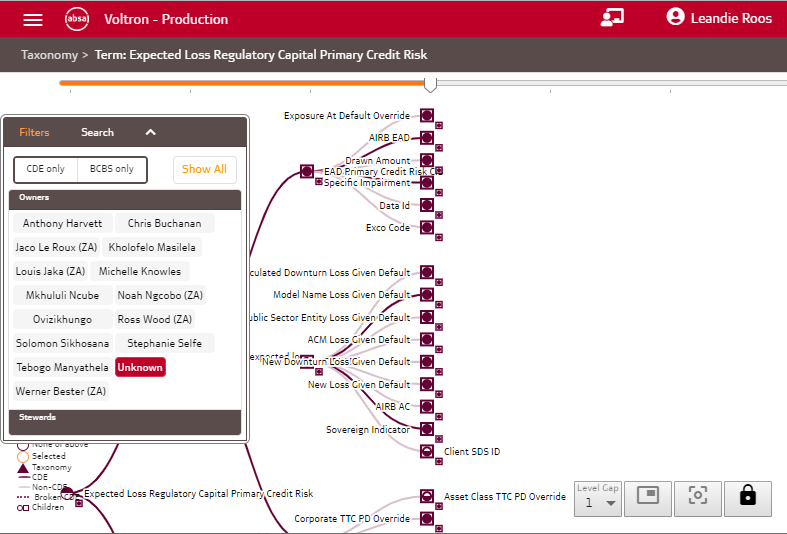 absa
Voltron - Production
Leandie Roos
Taxonomy > Term: Expected Loss Regulatory Capital Primary Credit Risk
Filters Search
CDE only BCBS only Show All
Owners
Anthony Harvett Chris Buchanan
Jaco Le Roux (ZA) Kholofelo Masilela
Louis Jaka (ZA) Michelle Knowles
Mkhululi Ncube Noah Ngcobo (ZA)
Ovizikhungo Ross Wood (ZA)
Solomon Sikhosana Stephanie Selfe
Tebogo Manyathela Unknown
Werner Bester (ZA)
Stewards
None of above
Selected
Taxonomy
CDE
Non-CDE
Broken CDE
Children
Exposure At Default Override
AIRB EAD
Drawn Amount
EAD Primary Credit Risk
Specific Impairment
Data Id
Exco Code
culated Downturn Loss Given Default
Model Name Loss Given Default
ublic Sector Entity Loss Given Default
ACM Loss Given Default
New Downturn Loss Given Default
New Loss Given Default
AIRB AC
Sovereign Indicator
Client SDS ID
Expected Loss Regulatory Capital Primary Credit Risk
Asset Class TTC PD Override
Corporate TTC PD Override
Level Gap
1